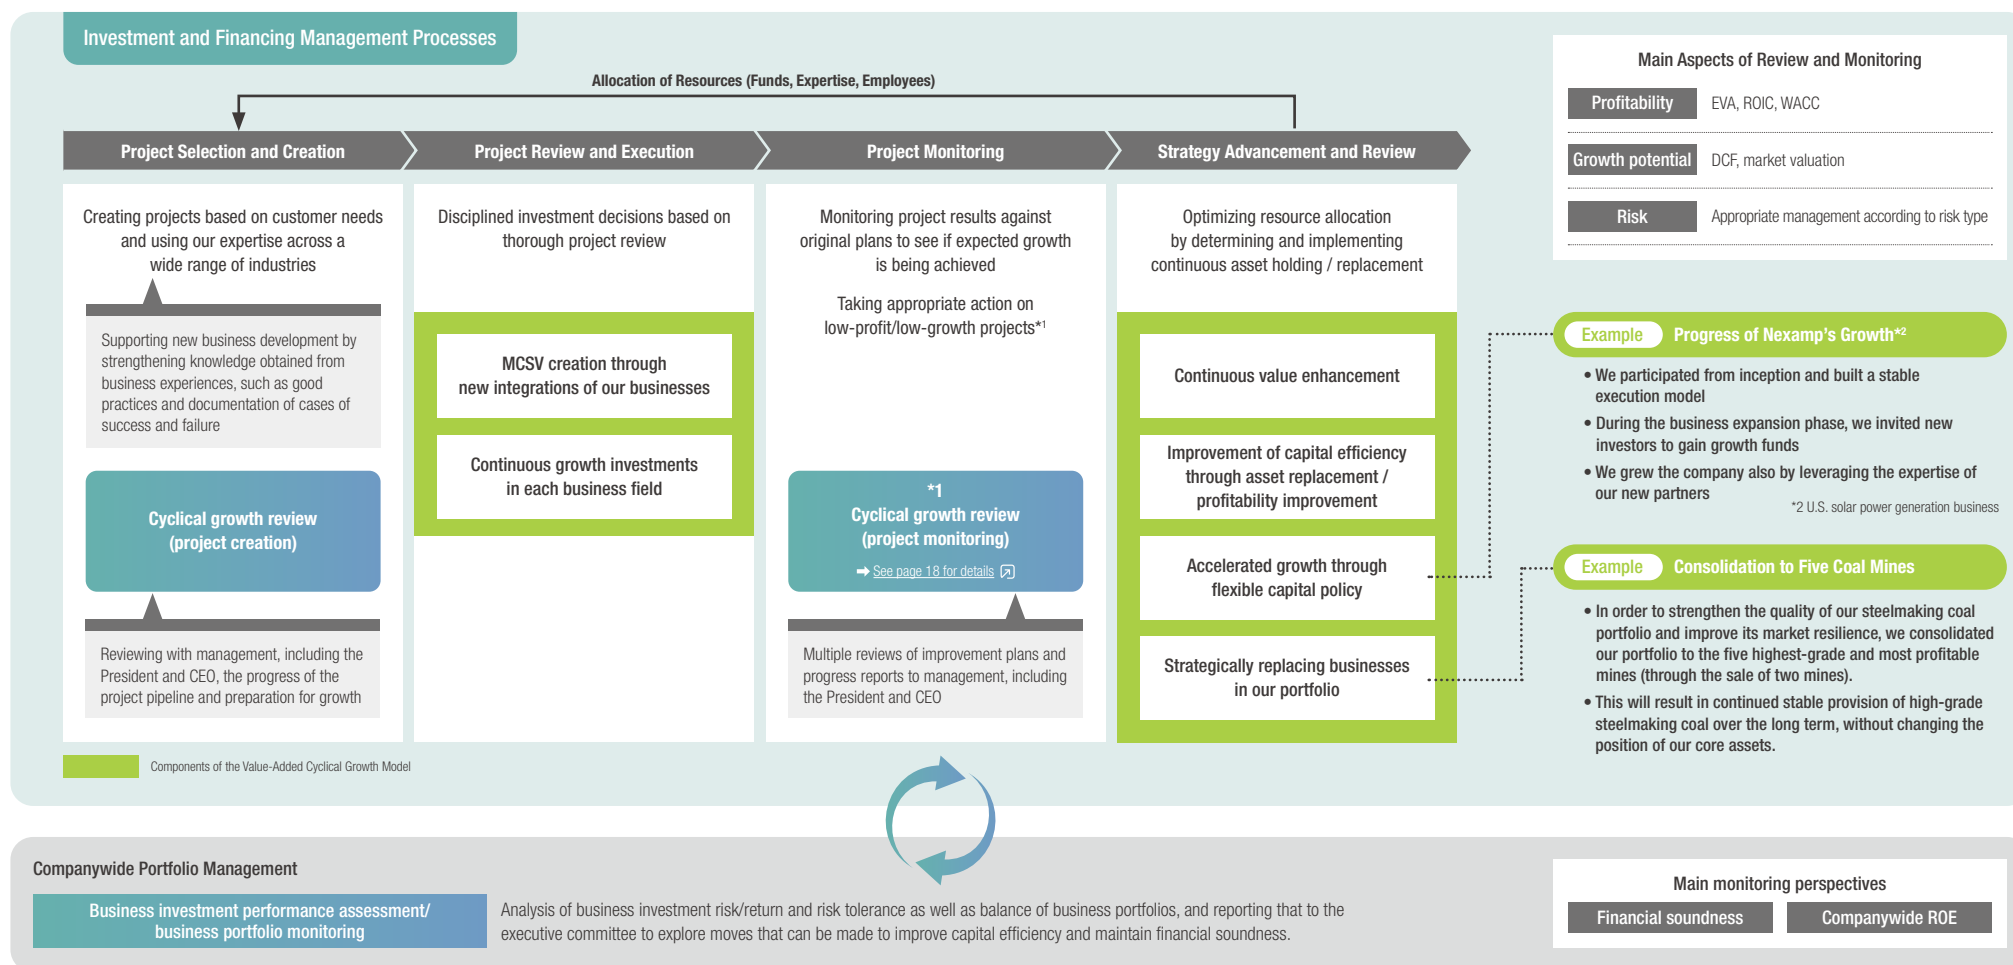 Investment and Financing Management Processes
Allocation of Resources (Funds, Expertise, Employees)
Project Selection and Creation
Creating projects based on customer needs
and using our expertise across a
wide range of industries
Supporting new business development by
strengthening knowledge obtained from
business experiences, such as good
practices and documentation of cases of
success and failure
Cyclical growth review
(project creation)
Reviewing with management, including the
President and CEO, the progress of the
project pipeline and preparation for growth
Project Review and Execution
Disciplined investment decisions based on
thorough project review
MCSV creation through
new integrations of our businesses
Continuous growth investments
in each business field
Project Monitoring
Monitoring project results against
original plans to see if expected growth
is being achieved
Taking appropriate action on
low-profit/low-growth projects*1
*1
Cyclical growth review
(project monitoring)
➡ See page 18 for details
Multiple reviews of improvement plans and
progress reports to management, including
the President and CEO
Strategy Advancement and Review
Optimizing resource allocation
by determining and implementing
continuous asset holding / replacement
Continuous value enhancement
Improvement of capital efficiency
through asset replacement /
profitability improvement
Accelerated growth through
flexible capital policy
Strategically replacing businesses
in our portfolio
Components of the Value-Added Cyclical Growth Model
Main Aspects of Review and Monitoring
Profitability EVA, ROIC, WACC
Growth potential DCF, market valuation
Risk Appropriate management according to risk type
Example Progress of Nexamp's Growth*2
• We participated from inception and built a stable
execution model
• During the business expansion phase, we invited new
investors to gain growth funds
• We grew the company also by leveraging the expertise of
our new partners
*2 U.S. solar power generation business
Example Consolidation to Five Coal Mines
• In order to strengthen the quality of our steelmaking coal
portfolio and improve its market resilience, we consolidated
our portfolio to the five highest-grade and most profitable
mines (through the sale of two mines).
• This will result in continued stable provision of high-grade
steelmaking coal over the long term, without changing the
position of our core assets.
Companywide Portfolio Management
Business investment performance assessment/
business portfolio monitoring
Analysis of business investment risk/return and risk tolerance as well as balance of business portfolios, and reporting that to the
executive committee to explore moves that can be made to improve capital efficiency and maintain financial soundness.
Main monitoring perspectives
Financial soundness
Companywide ROE